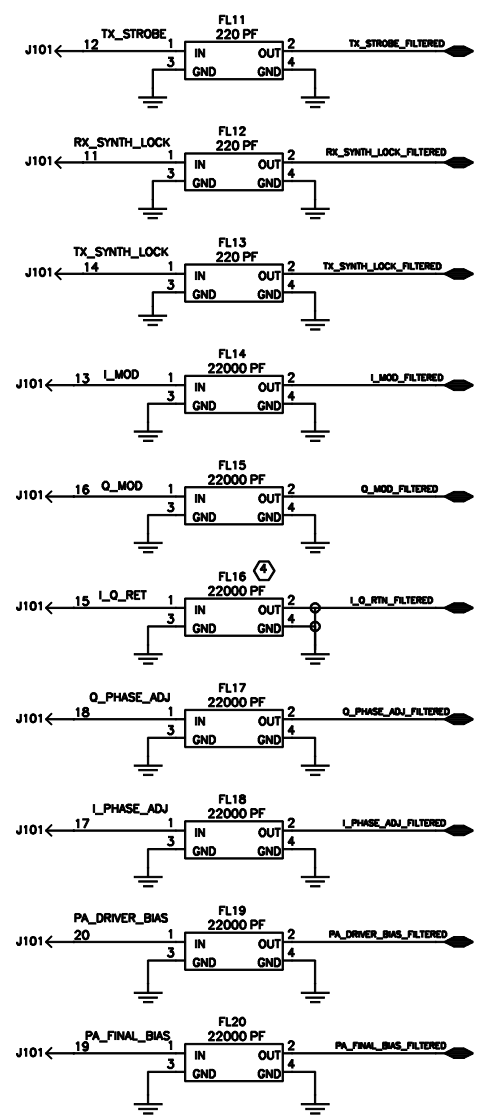 FL11
TX_STROBE 220 PF
J101 12 1 IN OUT 2 TX_STROBE_FILTERED
3 GND GND 4
FL12
RX_SYNTH_LOCK 220 PF
J101 11 1 IN OUT 2 RX_SYNTH_LOCK_FILTERED
3 GND GND 4
FL13
TX_SYNTH_LOCK 220 PF
J101 14 1 IN OUT 2 TX_SYNTH_LOCK_FILTERED
3 GND GND 4
FL14
I_MOD 22000 PF
J101 13 1 IN OUT 2 I_MOD_FILTERED
3 GND GND 4
FL15
Q_MOD 22000 PF
J101 16 1 IN OUT 2 Q_MOD_FILTERED
3 GND GND 4
FL16 4
I_Q_RET 22000 PF
J101 15 1 IN OUT 2 I_Q_RTN_FILTERED
3 GND GND 4
FL17
Q_PHASE_ADJ 22000 PF
J101 18 1 IN OUT 2 Q_PHASE_ADJ_FILTERED
3 GND GND 4
FL18
I_PHASE_ADJ 22000 PF
J101 17 1 IN OUT 2 I_PHASE_ADJ_FILTERED
3 GND GND 4
FL19
PA_DRIVER_BIAS 22000 PF
J101 20 1 IN OUT 2 PA_DRIVER_BIAS_FILTERED
3 GND GND 4
FL20
PA_FINAL_BIAS 22000 PF
J101 19 1 IN OUT 2 PA_FINAL_BIAS_FILTERED
3 GND GND 4